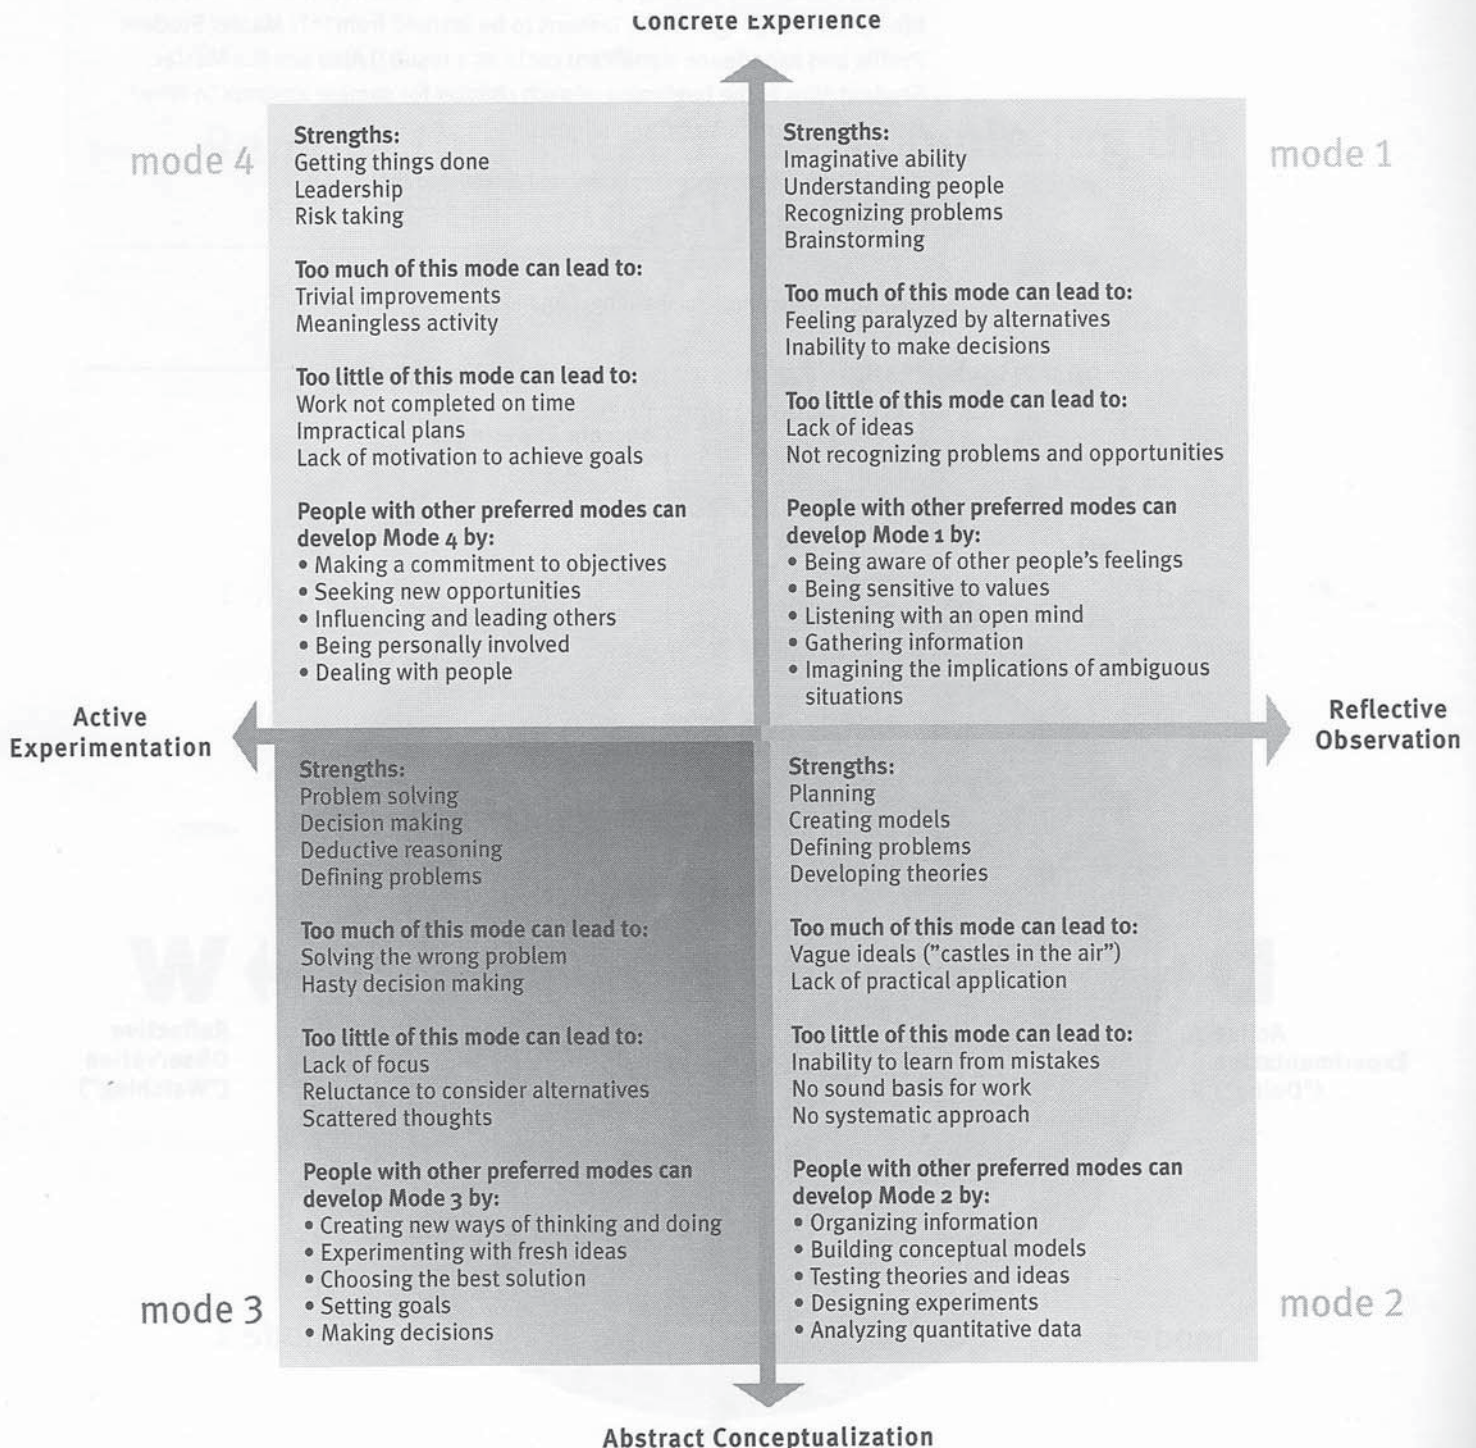 Concrete Experience
mode 4
Strengths:
Getting things done
Leadership
Risk taking
Too much of this mode can lead to:
Trivial improvements
Meaningless activity
Too little of this mode can lead to:
Work not completed on time
Impractical plans
Lack of motivation to achieve goals
People with other preferred modes can
develop Mode 4 by:
• Making a commitment to objectives
• Seeking new opportunities
• Influencing and leading others
• Being personally involved
• Dealing with people
mode 1
Strengths:
Imaginative ability
Understanding people
Recognizing problems
Brainstorming
Too much of this mode can lead to:
Feeling paralyzed by alternatives
Inability to make decisions
Too little of this mode can lead to:
Lack of ideas
Not recognizing problems and opportunities
People with other preferred modes can
develop Mode 1 by:
• Being aware of other people's feelings
• Being sensitive to values
• Listening with an open mind
• Gathering information
• Imagining the implications of ambiguous
situations
Active
Experimentation
Reflective
Observation
Strengths:
Problem solving
Decision making
Deductive reasoning
Defining problems
Too much of this mode can lead to:
Solving the wrong problem
Hasty decision making
Too little of this mode can lead to:
Lack of focus
Reluctance to consider alternatives
Scattered thoughts
People with other preferred modes can
develop Mode 3 by:
• Creating new ways of thinking and doing
• Experimenting with fresh ideas
• Choosing the best solution
• Setting goals
• Making decisions
mode 3
Strengths:
Planning
Creating models
Defining problems
Developing theories
Too much of this mode can lead to:
Vague ideals ("castles in the air")
Lack of practical application
Too little of this mode can lead to:
Inability to learn from mistakes
No sound basis for work
No systematic approach
People with other preferred modes can
develop Mode 2 by:
• Organizing information
• Building conceptual models
• Testing theories and ideas
• Designing experiments
• Analyzing quantitative data
mode 2
Abstract Conceptualization